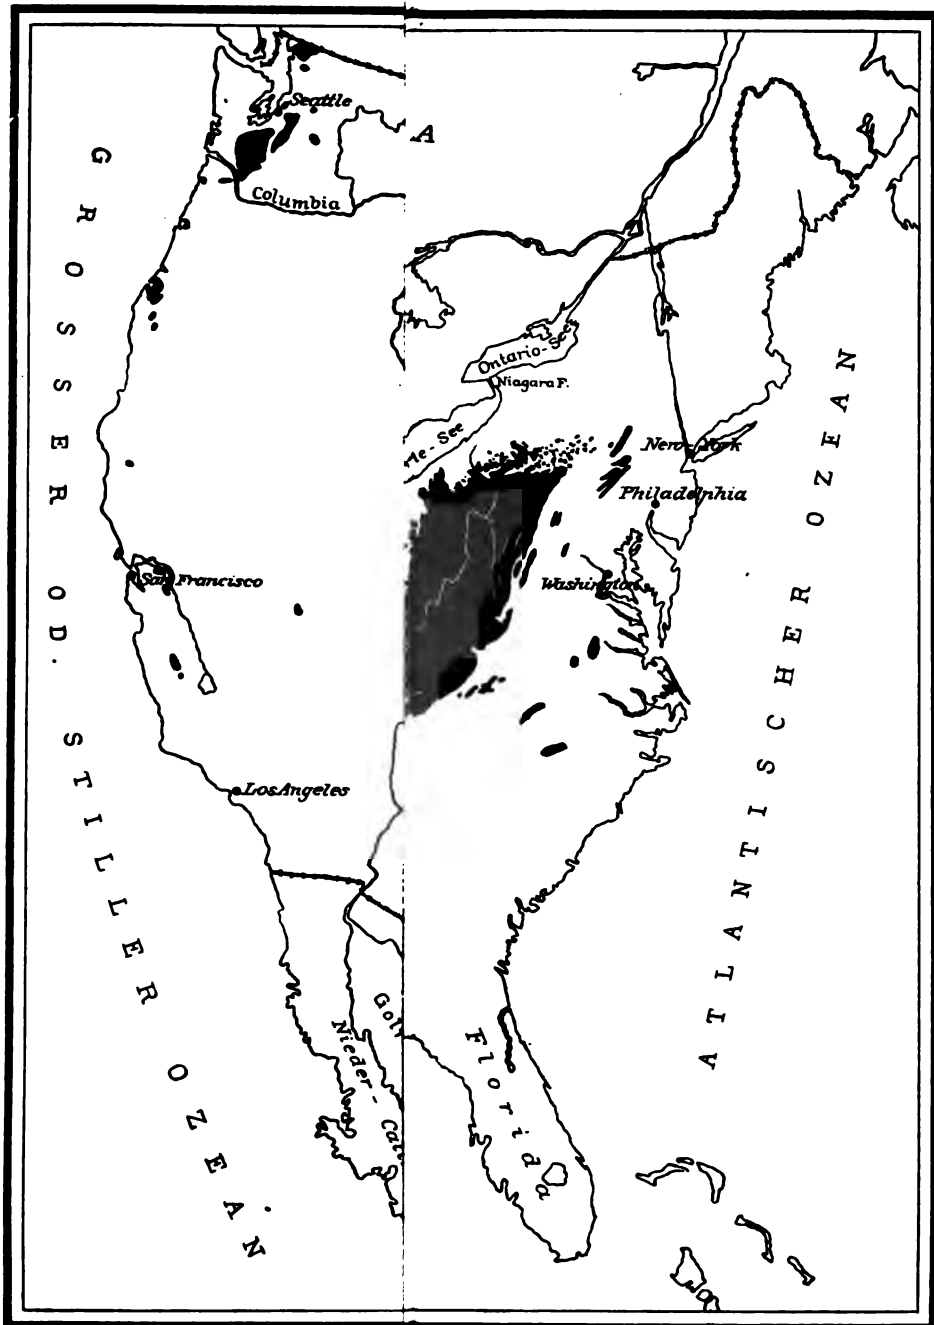 Seattle
A
Columbia
GROSSER OD. STILLER OZEAN
Ontario-See
Niagara F.
rie-See
New-York
Philadelphia
Washington
San Francisco
Los Angeles
ATLANTISCHER OZEAN
Golf
Nieder-Cal
Florida